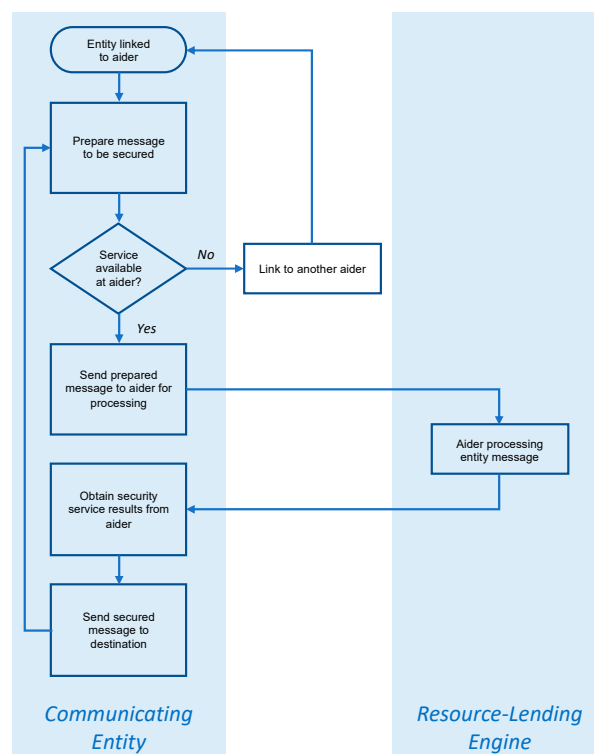 Entity linked
to aider
Prepare message
to be secured
Service
available
at aider?
No
Link to another aider
Yes
Send prepared
message to aider for
processing
Aider processing
entity message
Obtain security
service results from
aider
Send secured
message to
destination
Communicating
Entity
Resource-Lending
Engine